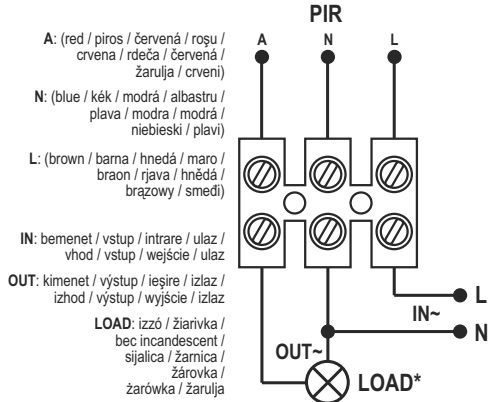 PIR
A N L
A: (red / piros / červená / roşu /
crvena / rdeča / červená /
žarulja / crveni)
N: (blue / kék / modrá / albastru /
plava / modra / modrá /
niebieski / plavi)
L: (brown / barna / hnedá / maro /
braon / rjava / hnědá /
brązowy / smeđi)
IN: bemenet / vstup / intrare / ulaz /
vhod / vstup / wejście / ulaz
OUT: kimenet / výstup / ieşire / izlaz /
izhod / výstup / wyjście / izlaz
LOAD: izzó / žiarivka /
bec incandescent /
sijalica / žarnica /
žárovka /
żarówka / žarulja
L
IN~
N
OUT~
LOAD*